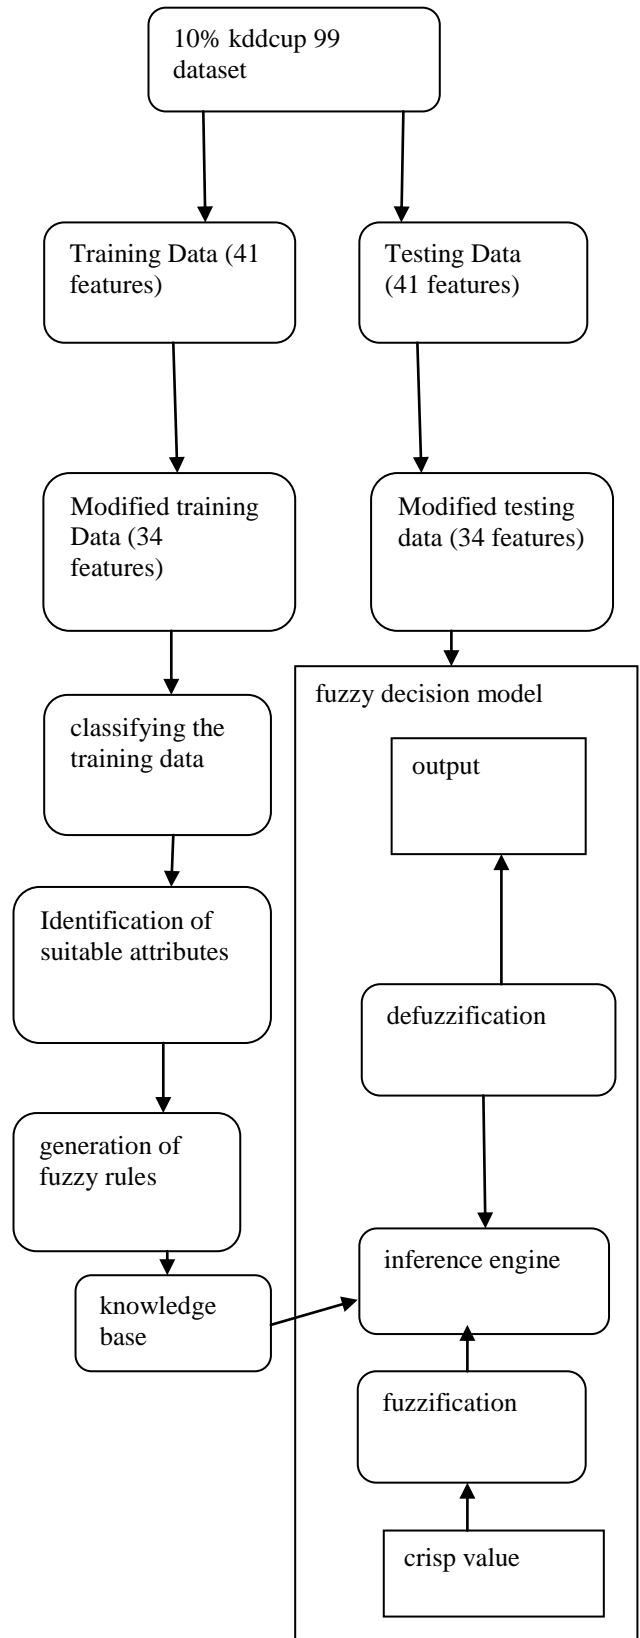 10% kddcup 99
dataset
Training Data (41
features)
Testing Data
(41 features)
Modified training
Data (34
features)
Modified testing
data (34 features)
classifying the
training data
fuzzy decision model
output
Identification of
suitable attributes
defuzzification
generation of
fuzzy rules
inference engine
knowledge
base
fuzzification
crisp value